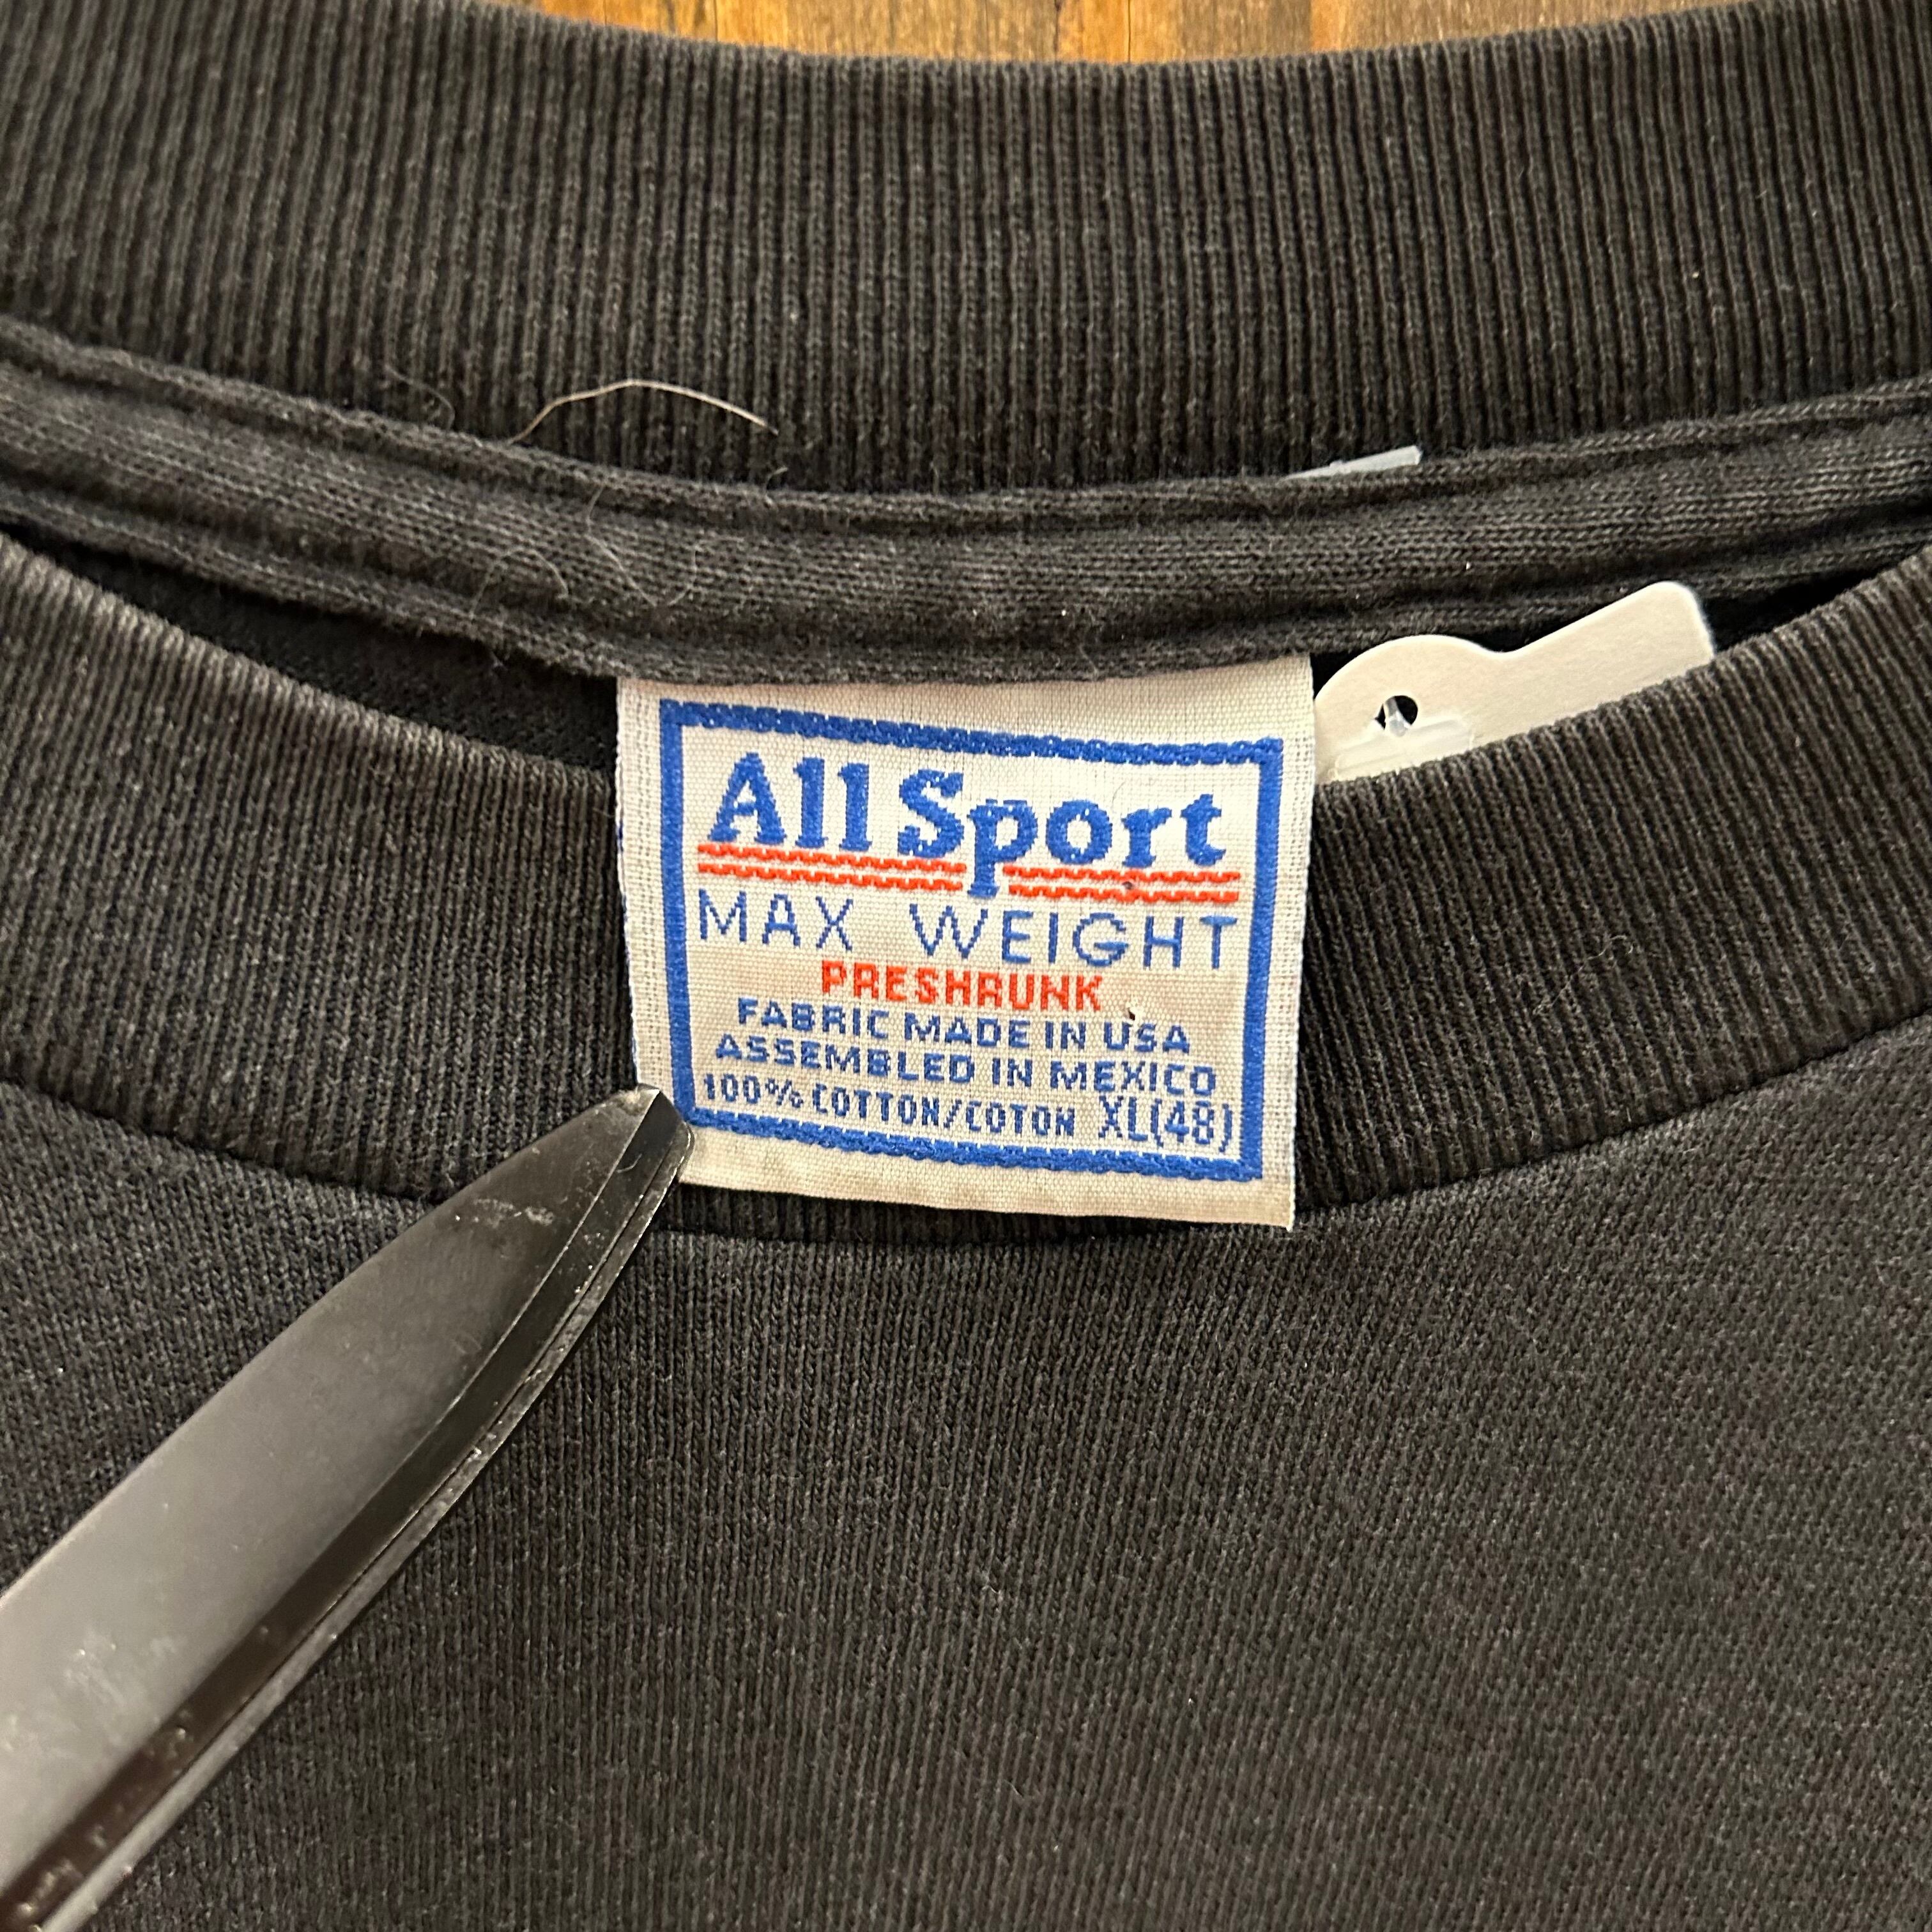 All Sport
MAX WEIGHT
PRESHRUNK
FABRIC MADE IN USA
ASSEMBLED IN MEXICO
100% COTTON/COTON XL(48)